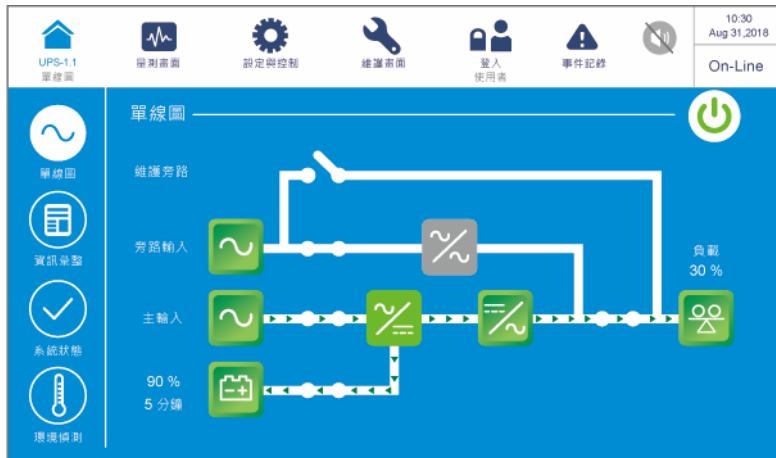 UPS-1.1
單線圖
量測畫面
設定與控制
維護畫面
登入
使用者
事件記錄
10:30
Aug 31,2018
On-Line
單線圖
資訊彙整
系統狀態
環境偵測
單線圖
維護旁路
旁路輸入
主輸入
90 %
5 分鐘
負載
30 %